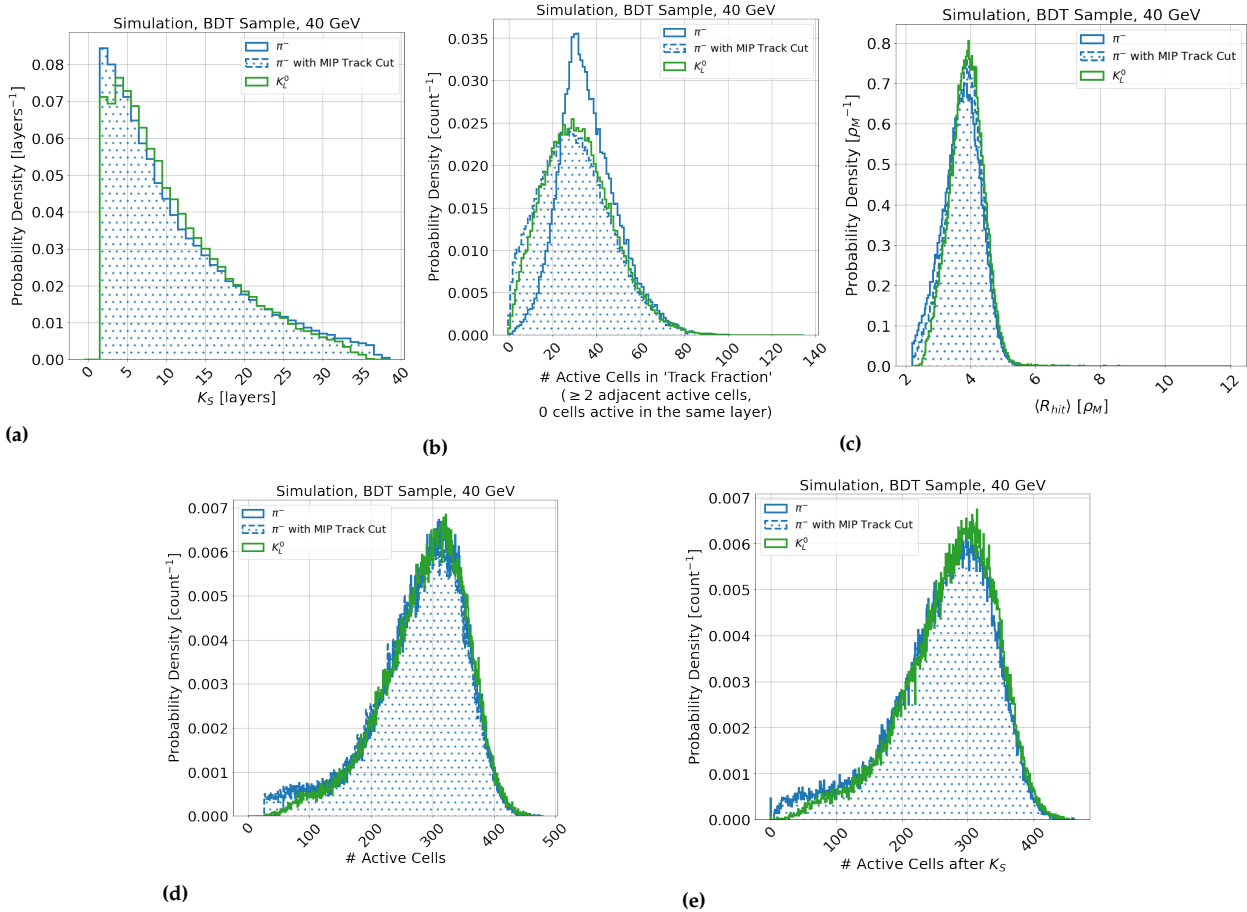 Simulation, BDT Sample, 40 GeV
π⁻
π⁻ with MIP Track Cut
K⁰_L
Probability Density [layers⁻¹]
0.08
0.07
0.06
0.05
0.04
0.03
0.02
0.01
0.00
0 5 10 15 20 25 30 35 40
K_S [layers]
(a)
Simulation, BDT Sample, 40 GeV
π⁻
π⁻ with MIP Track Cut
K⁰_L
Probability Density [count⁻¹]
0.035
0.030
0.025
0.020
0.015
0.010
0.005
0.000
0 20 40 60 80 100 120 140
# Active Cells in 'Track Fraction'
(≥2 adjacent active cells,
0 cells active in the same layer)
(b)
Simulation, BDT Sample, 40 GeV
π⁻
π⁻ with MIP Track Cut
K⁰_L
Probability Density [ρ_M⁻¹]
0.8
0.7
0.6
0.5
0.4
0.3
0.2
0.1
0.0
2 4 6 8 10 12
⟨R_hit⟩ [ρ_M]
(c)
Simulation, BDT Sample, 40 GeV
π⁻
π⁻ with MIP Track Cut
K⁰_L
Probability Density [count⁻¹]
0.007
0.006
0.005
0.004
0.003
0.002
0.001
0.000
0 100 200 300 400 500
# Active Cells
(d)
Simulation, BDT Sample, 40 GeV
π⁻
π⁻ with MIP Track Cut
K⁰_L
Probability Density [count⁻¹]
0.007
0.006
0.005
0.004
0.003
0.002
0.001
0.000
0 100 200 300 400
# Active Cells after K_S
(e)